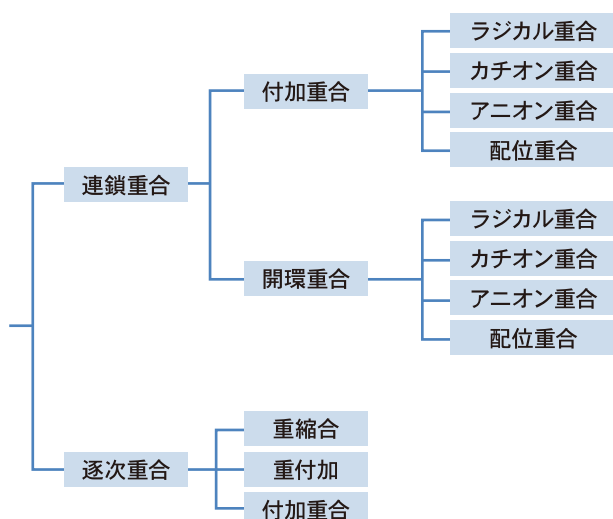 連鎖重合
付加重合
ラジカル重合
カチオン重合
アニオン重合
配位重合
開環重合
ラジカル重合
カチオン重合
アニオン重合
配位重合
逐次重合
重縮合
重付加
付加重合